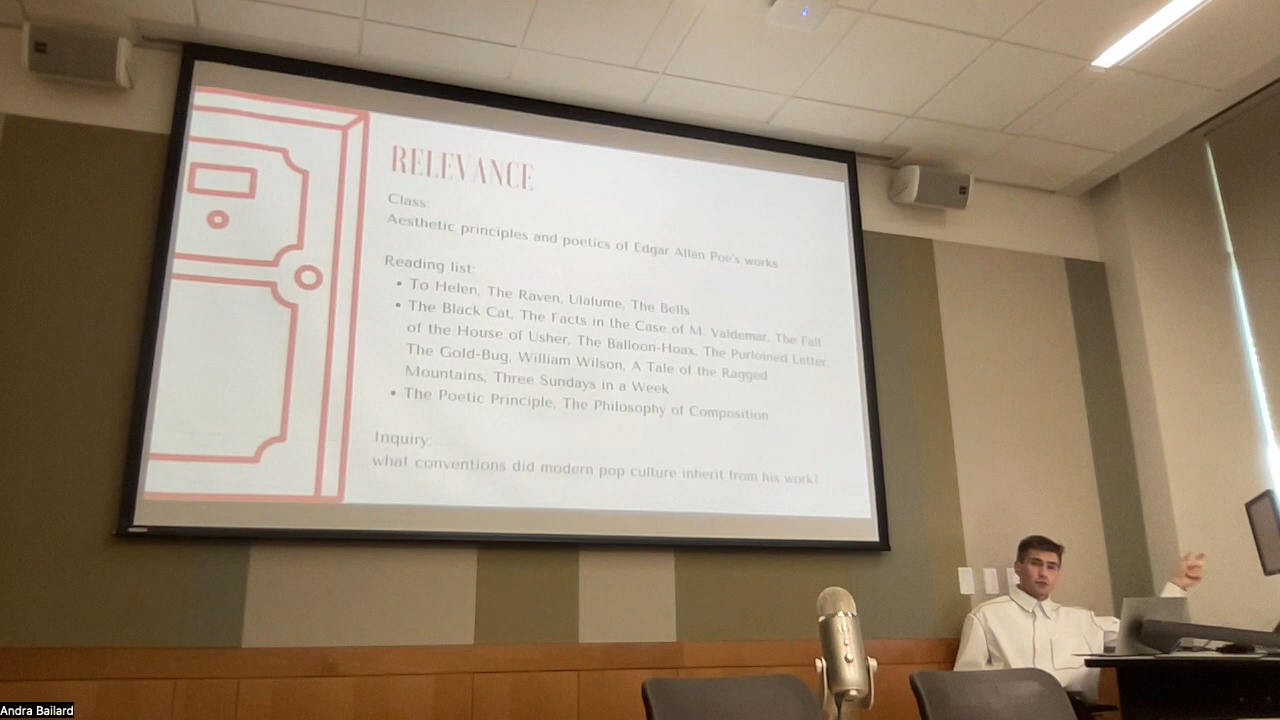 RELEVANCE
Class:
Aesthetic principles and poetics of Edgar Allan Poe's works
Reading list:
• To Helen, The Raven, Ulalume, The Bells
• The Black Cat, The Facts in the Case of M. Valdemar, The Fall
of the House of Usher, The Balloon-Hoax, The Purloined Letter,
The Gold-Bug, William Wilson, A Tale of the Ragged
Mountains, Three Sundays in a Week
• The Poetic Principle, The Philosophy of Composition
Inquiry:
what conventions did modern pop culture inherit from his work?
Andra Bailard